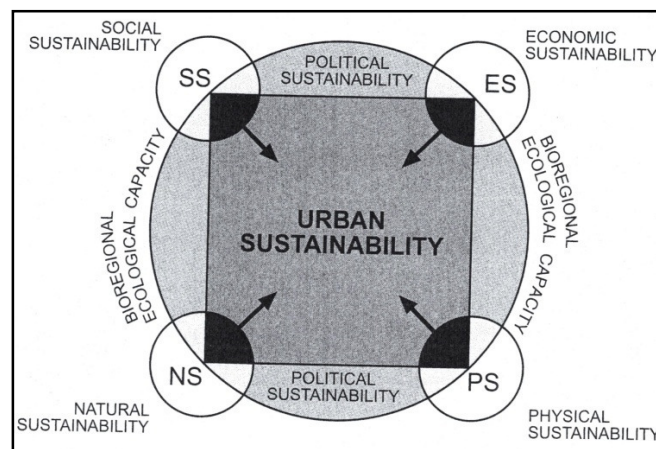 SOCIAL
SUSTAINABILITY
ECONOMIC
SUSTAINABILITY
SS
POLITICAL
SUSTAINABILITY
ES
BIOREGIONAL
ECOLOGICAL CAPACITY
BIOREGIONAL
ECOLOGICAL CAPACITY
URBAN
SUSTAINABILITY
NS
POLITICAL
SUSTAINABILITY
PS
NATURAL
SUSTAINABILITY
PHYSICAL
SUSTAINABILITY